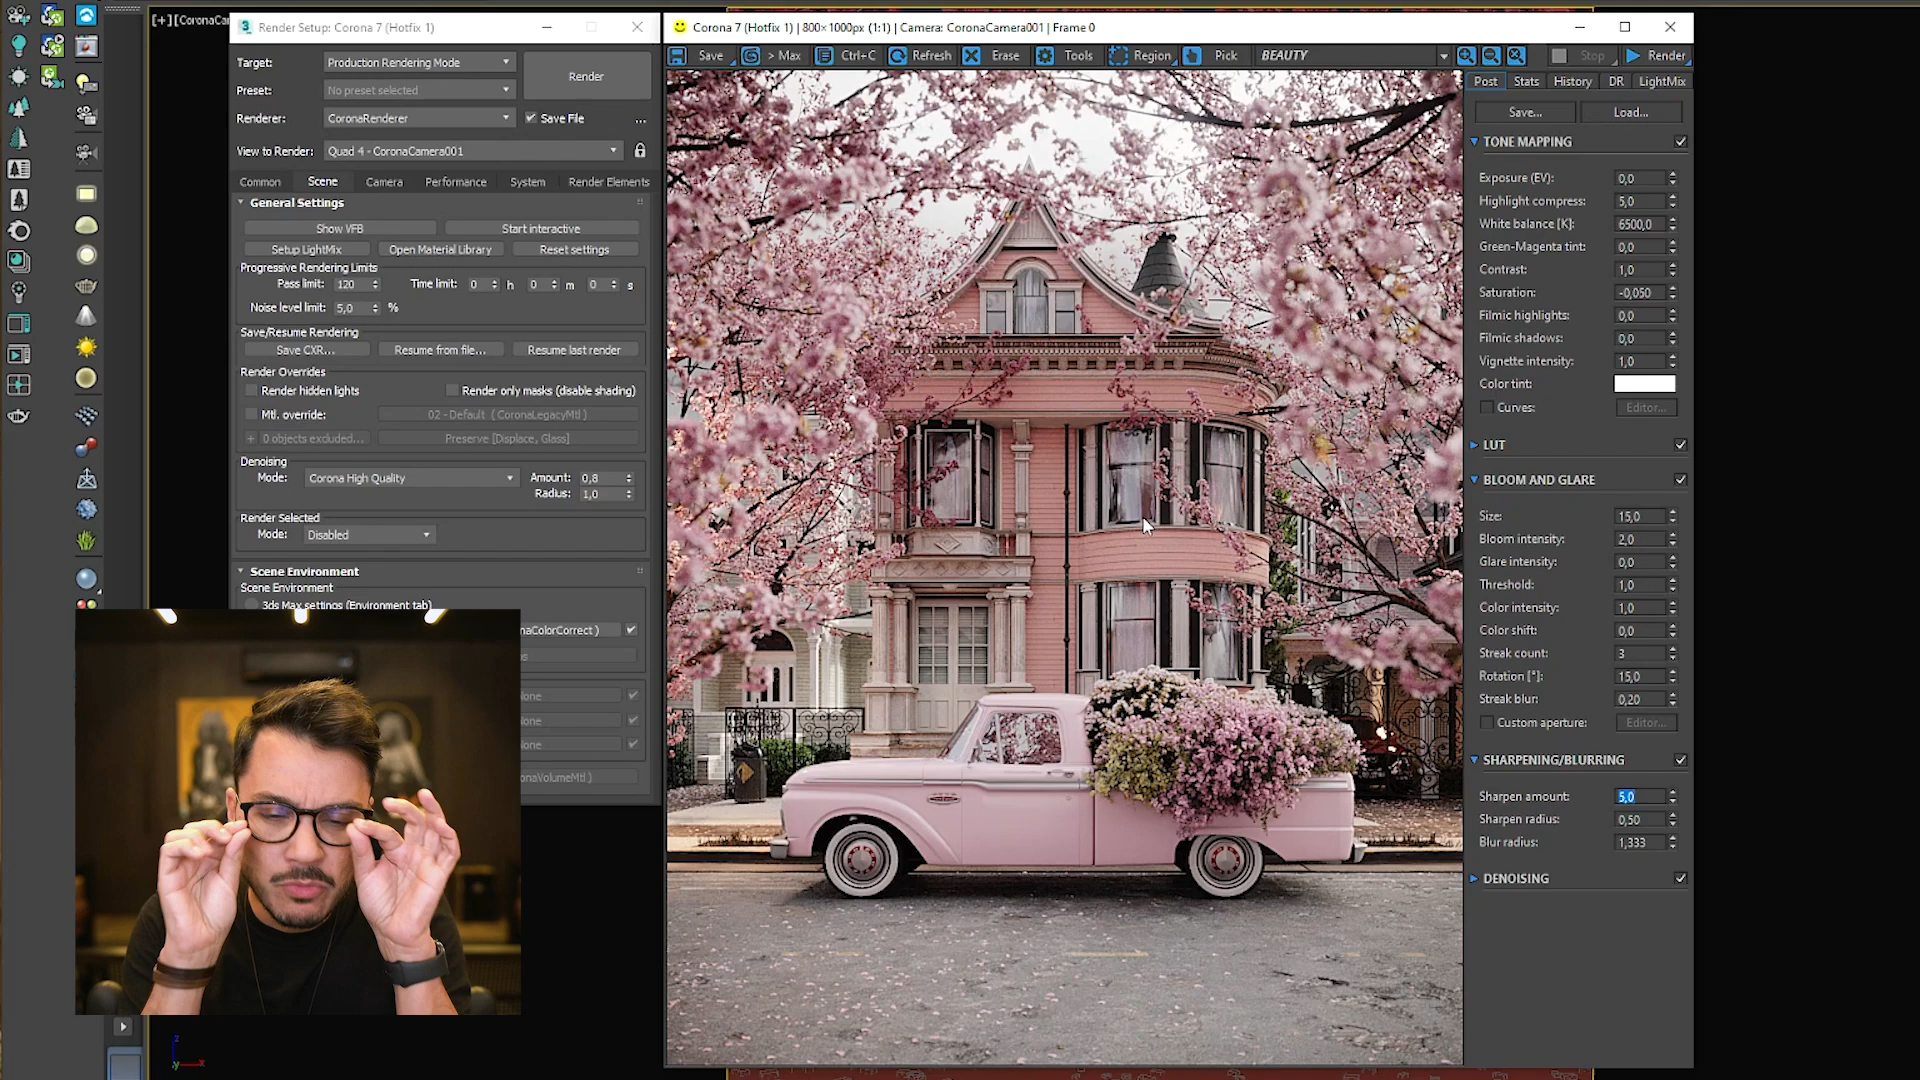 [+][CoronaCa
Render Setup: Corona 7 (Hotfix 1)
Target:
Production Rendering Mode
Render
Preset:
No preset selected
Renderer:
CoronaRenderer
Save File
...
View to Render:
Quad 4 - CoronaCamera001
Common
Scene
Camera
Performance
System
Render Elements
General Settings
Show VFB
Start interactive
Setup LightMix
Open Material Library
Reset settings
Progressive Rendering Limits
Pass limit: 120
Time limit: 0 h 0 m 0 s
Noise level limit: 5,0 %
Save/Resume Rendering
Save CXR...
Resume from file...
Resume last render
Render Overrides
Render hidden lights
Render only masks (disable shading)
Mtl. override:
02 - Default ( CoronaLegacyMtl )
+ 0 objects excluded...
Preserve [Displace, Glass]
Denoising
Mode: Corona High Quality
Amount: 0,8
Radius: 1,0
Render Selected
Mode: Disabled
Scene Environment
Scene Environment
3ds Max settings (Environment tab)
naColorCorrect )
ps
None
None
None
onaVolumeMtl )
z
y
x
Corona 7 (Hotfix 1) | 800×1000px (1:1) | Camera: CoronaCamera001 | Frame 0
Save
> Max
Ctrl+C
Refresh
Erase
Tools
Region
Pick
BEAUTY
Stop
Render
Post
Stats
History
DR
LightMix
Save...
Load...
TONE MAPPING
Exposure (EV): 0,0
Highlight compress: 5,0
White balance [K]: 6500,0
Green-Magenta tint: 0,0
Contrast: 1,0
Saturation: -0,050
Filmic highlights: 0,0
Filmic shadows: 0,0
Vignette intensity: 1,0
Color tint:
Curves:
Editor...
LUT
BLOOM AND GLARE
Size: 15,0
Bloom intensity: 2,0
Glare intensity: 0,0
Threshold: 1,0
Color intensity: 1,0
Color shift: 0,0
Streak count: 3
Rotation [°]: 15,0
Streak blur: 0,20
Custom aperture:
Editor...
SHARPENING/BLURRING
Sharpen amount: 5,0
Sharpen radius: 0,50
Blur radius: 1,333
DENOISING